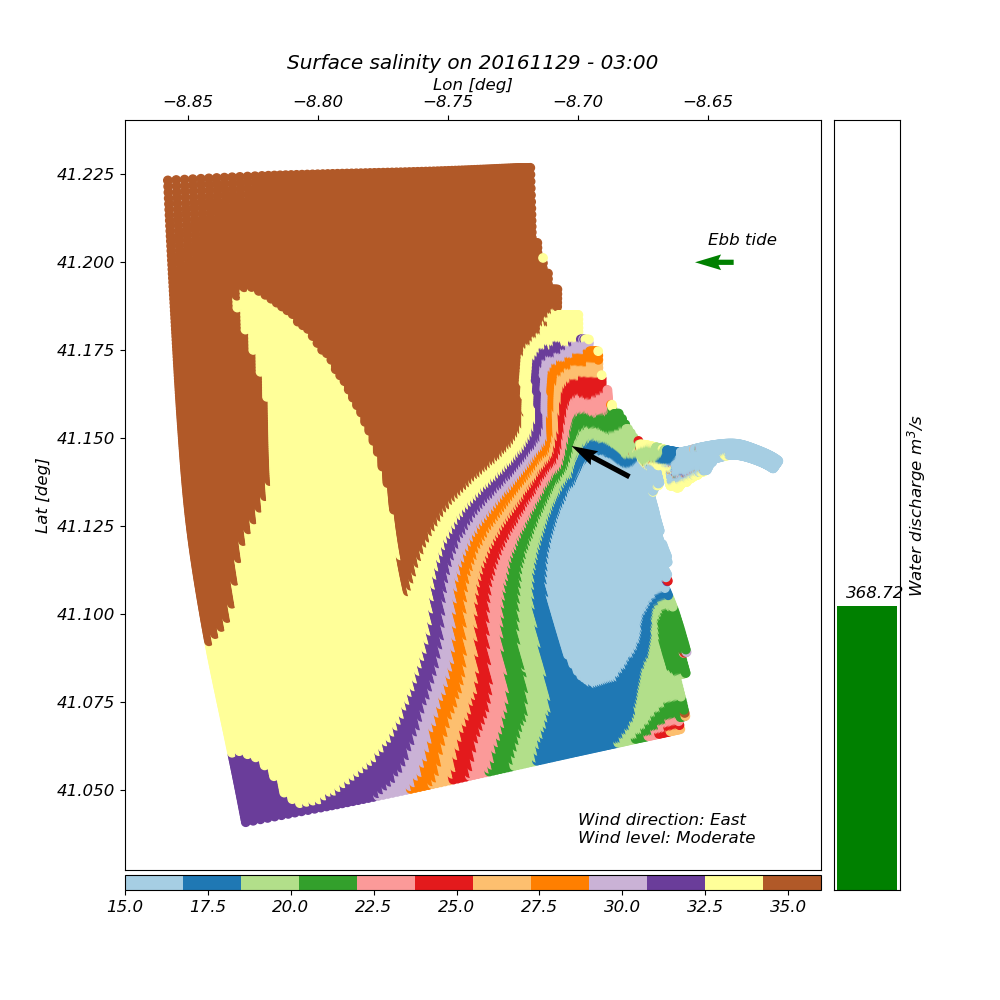 Surface salinity on 20161129 - 03:00
Lon [deg]
−8.85 −8.80 −8.75 −8.70 −8.65
41.225
41.200
41.175
41.150
41.125
41.100
41.075
41.050
Lat [deg]
Ebb tide
Wind direction: East
Wind level: Moderate
368.72
Water discharge m³/s
15.0 17.5 20.0 22.5 25.0 27.5 30.0 32.5 35.0